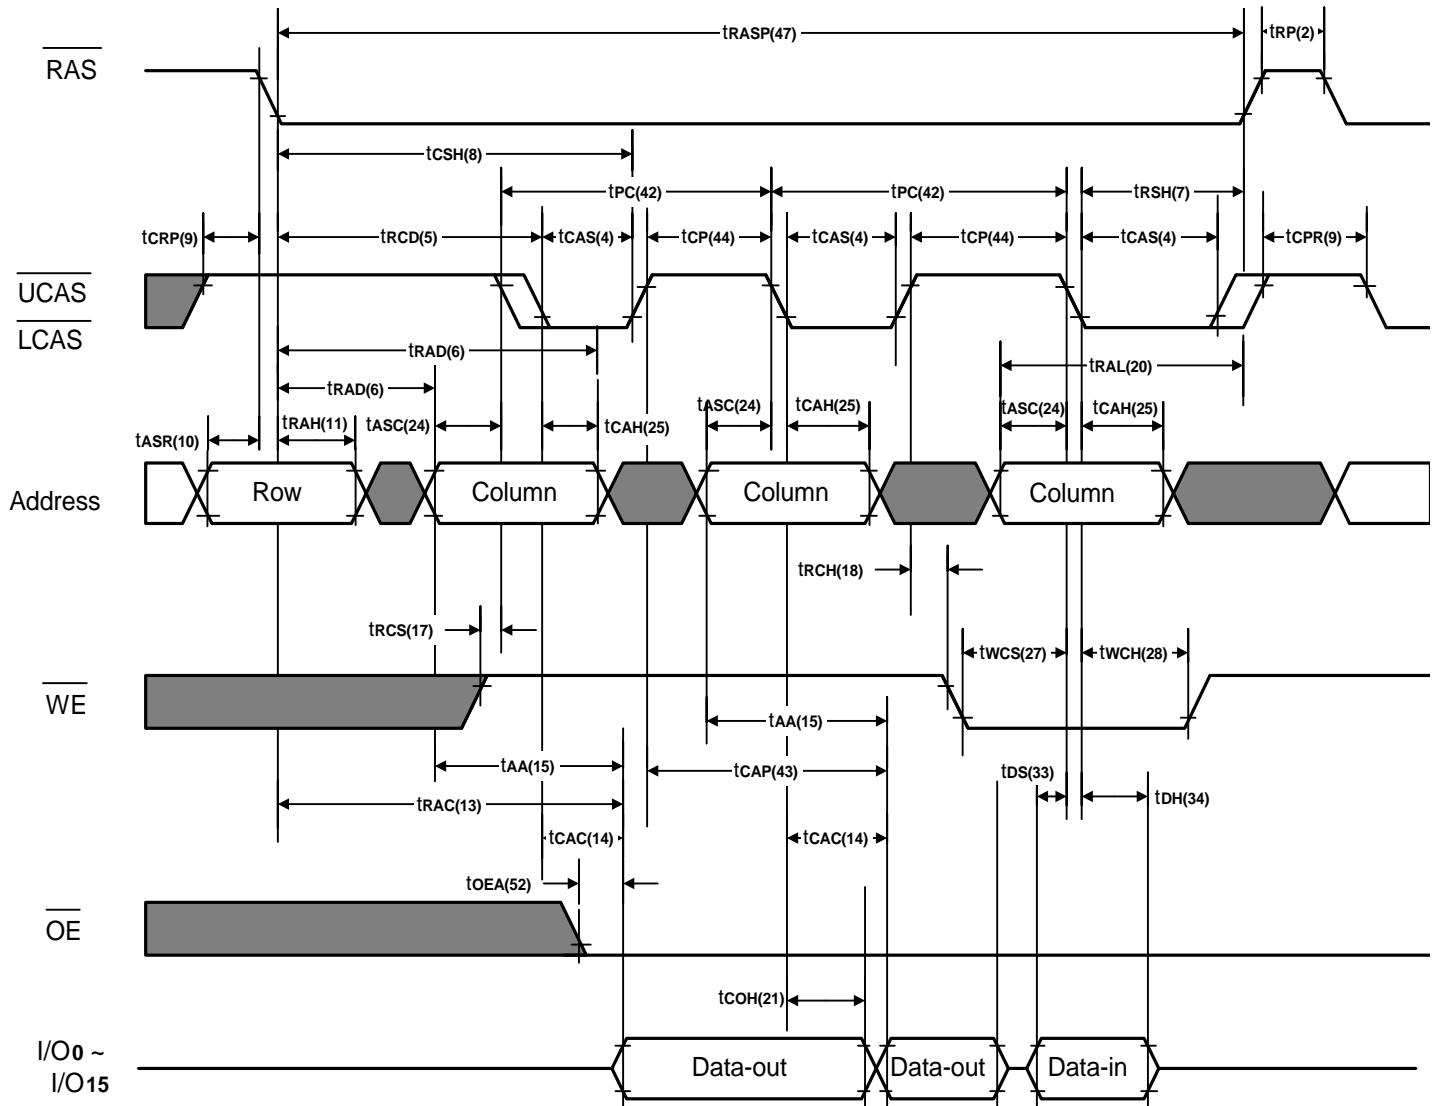 tRASP(47) tRP(2)
RAS
tCSH(8)
tPC(42) tPC(42) tRSH(7)
tCRP(9) tRCD(5) tCAS(4) tCP(44) tCAS(4) tCP(44) tCAS(4) tCPR(9)
UCAS
LCAS
tRAD(6) tRAL(20)
tRAD(6)
tASR(10) tRAH(11) tASC(24) tCAH(25) tASC(24) tCAH(25) tASC(24) tCAH(25)
Address Row Column Column Column
tRCH(18)
tRCS(17) tWCS(27) tWCH(28)
WE
tAA(15)
tAA(15) tCAP(43) tDS(33)
tRAC(13) tDH(34)
tCAC(14) tCAC(14)
tOEA(52)
OE
tCOH(21)
I/O0 ~
I/O15
Data-out Data-out Data-in